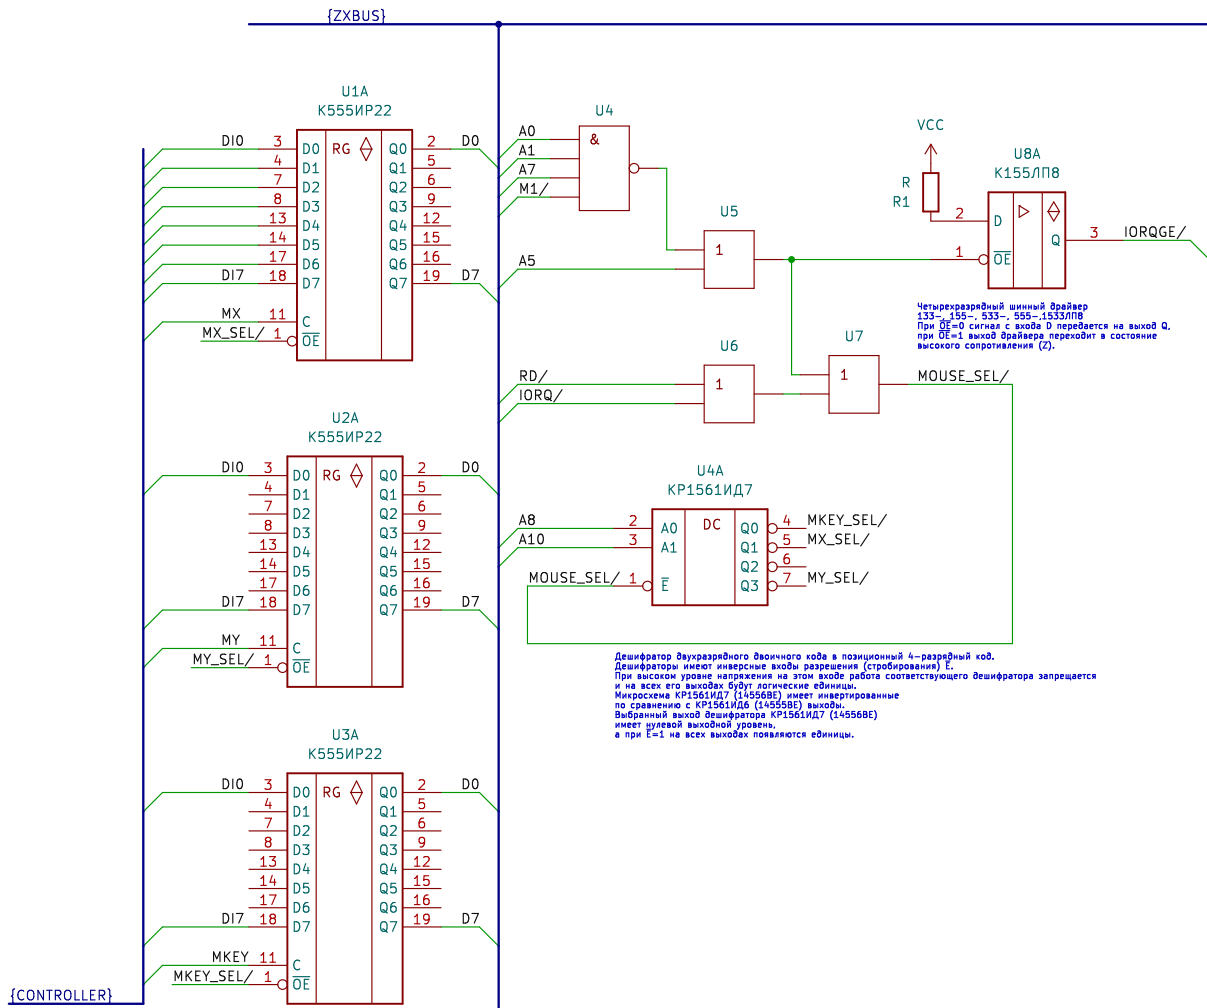 {ZXBUS}
U1A
К555ИР22
DI0 3 D0 RG Q0 2 D0
4 D1 Q1 5
7 D2 Q2 6
8 D3 Q3 9
13 D4 Q4 12
14 D5 Q5 15
17 D6 Q6 16
DI7 18 D7 Q7 19 D7
MX 11 C
MX_SEL/ 1 OE
U2A
К555ИР22
DI0 3 D0 RG Q0 2 D0
4 D1 Q1 5
7 D2 Q2 6
8 D3 Q3 9
13 D4 Q4 12
14 D5 Q5 15
17 D6 Q6 16
DI7 18 D7 Q7 19 D7
MY 11 C
MY_SEL/ 1 OE
U3A
К555ИР22
DI0 3 D0 RG Q0 2 D0
4 D1 Q1 5
7 D2 Q2 6
8 D3 Q3 9
13 D4 Q4 12
14 D5 Q5 15
17 D6 Q6 16
DI7 18 D7 Q7 19 D7
MKEY 11 C
MKEY_SEL/ 1 OE
{CONTROLLER}
U4
A0 &
A1
A7
M1/
U5
1
A5
VCC
R
R1
U8A
К155ЛП8
2 D
Q 3 IORQGE/
1 OE
Четырехразрядный шинный драйвер
133-, 155-, 533-, 555-,1533ЛП8
При OE=0 сигнал с входа D передается на выход Q,
при OE=1 выход драйвера переходит в состояние
высокого сопротивления (Z).
U6
RD/ 1
IORQ/
U7
1 MOUSE_SEL/
U4A
КР1561ИД7
A8 2 A0 DC Q0 4 MKEY_SEL/
A10 3 A1 Q1 5 MX_SEL/
Q2 6
MOUSE_SEL/ 1 E Q3 7 MY_SEL/
Дешифратор двухразрядного двоичного кода в позиционный 4-разрядный код.
Дешифраторы имеют инверсные входы разрешения (стробирования) E.
При высоком уровне напряжения на этом входе работа соответствующего дешифратора запрещается
и на всех его выходах будут логические единицы.
Микросхема КР1561ИД7 (14556BE) имеет инвертированные
по сравнению с КР1561ИД6 (14555BE) выходы.
Выбранный выход дешифратора КР1561ИД7 (14556BE)
имеет нулевой выходной уровень,
а при E=1 на всех выходах появляются единицы.